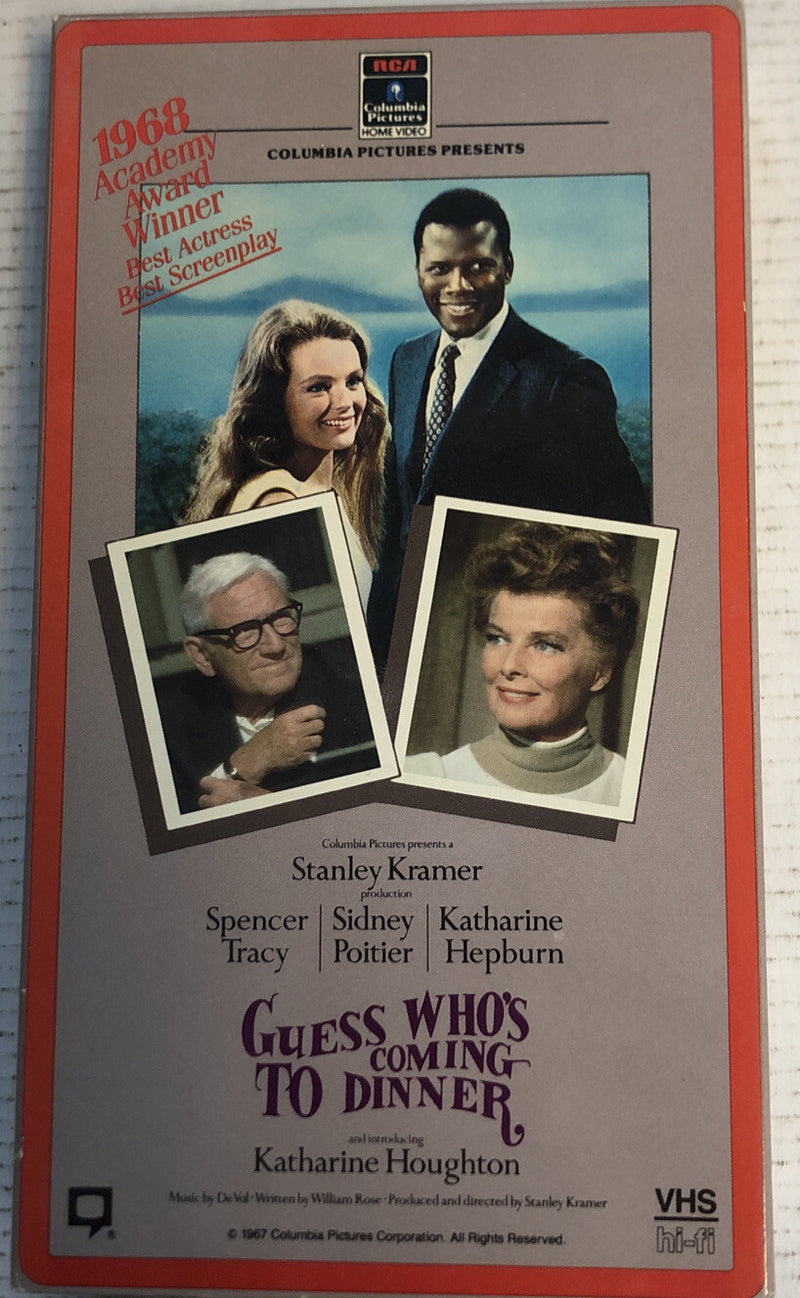 RCA
Columbia
Pictures
HOME VIDEO
COLUMBIA PICTURES PRESENTS
1968
Academy
Award
Winner
Best Actress
Best Screenplay
Columbia Pictures presents a
Stanley Kramer
production
Spencer Tracy
Sidney Poitier
Katharine Hepburn
GUESS WHO'S
COMING
TO DINNER
and introducing
Katharine Houghton
Music by DeVol · Written by William Rose · Produced and directed by Stanley Kramer
© 1967 Columbia Pictures Corporation. All Rights Reserved.
®
VHS
hi-fi